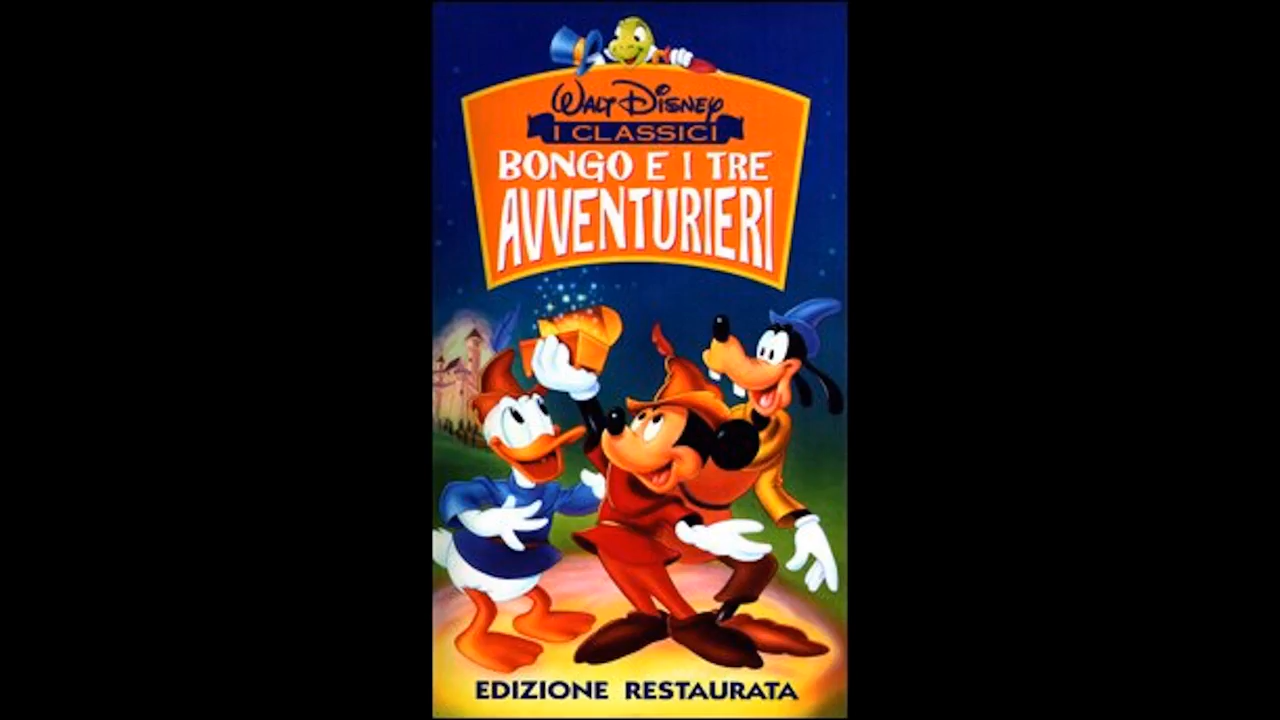 WALT DISNEY
I CLASSICI
BONGO E I TRE
AVVENTURIERI
EDIZIONE RESTAURATA